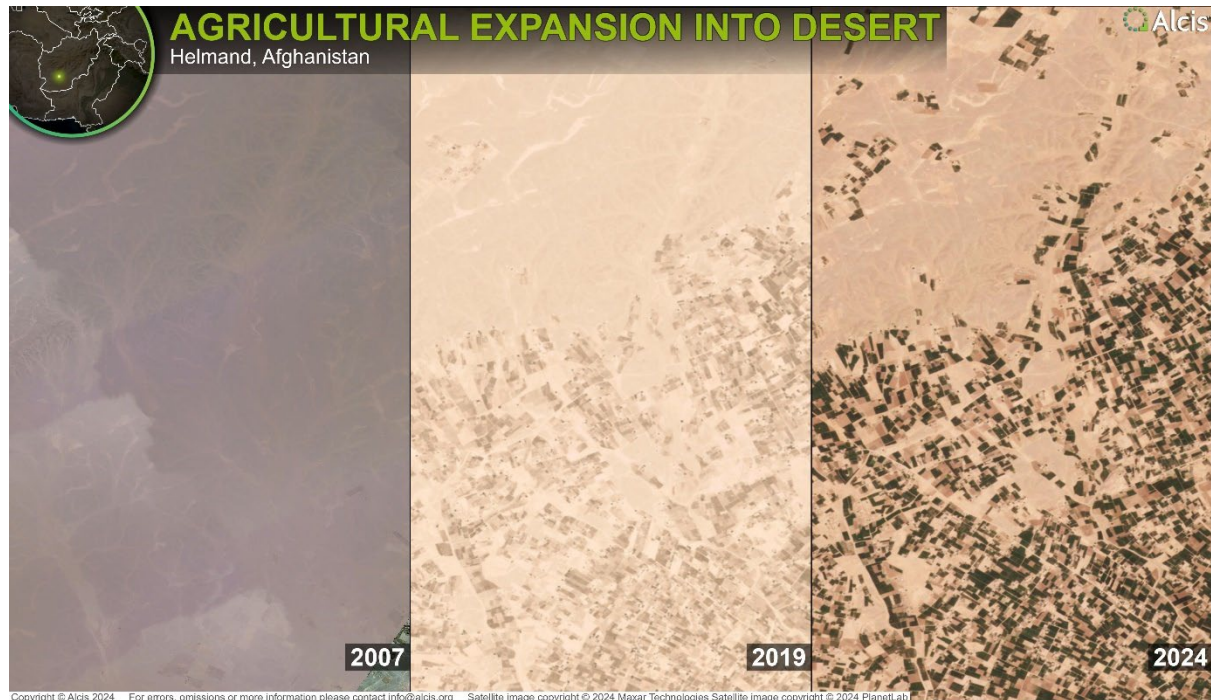 AGRICULTURAL EXPANSION INTO DESERT
Helmand, Afghanistan
Alcis
2007
2019
2024
Copyright © Alcis 2024 For errors, omissions or more information please contact info@alcis.org Satellite image copyright © 2024 Maxar Technologies Satellite image copyright © 2024 PlanetLab